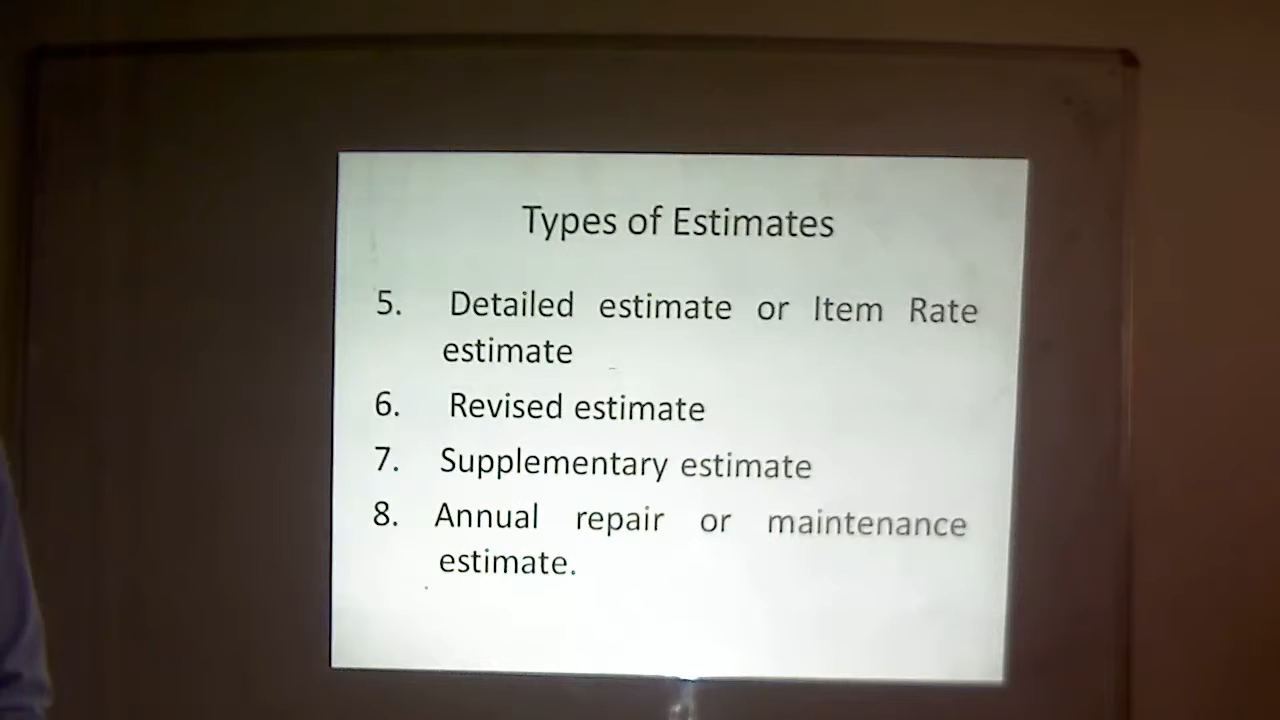 Types of Estimates
5. Detailed estimate or Item Rate
estimate
6. Revised estimate
7. Supplementary estimate
8. Annual repair or maintenance
estimate.